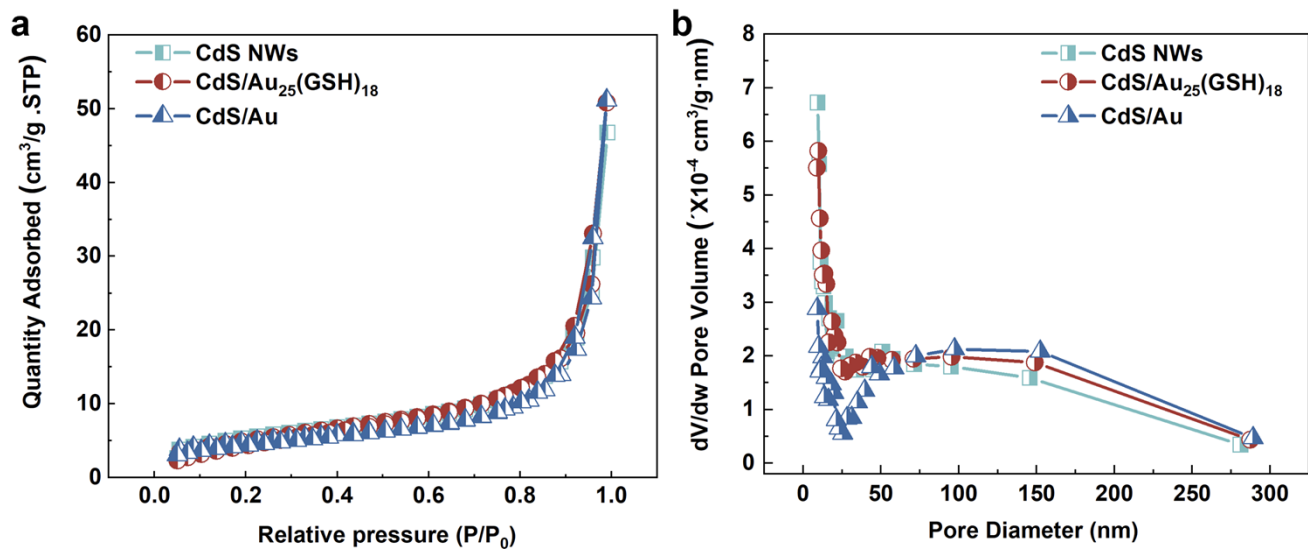 a
60
50
40
30
20
10
0
Quantity Adsorbed (cm³/g .STP)
CdS NWs
CdS/Au₂₅(GSH)₁₈
CdS/Au
0.0 0.2 0.4 0.6 0.8 1.0
Relative pressure (P/P₀)
b
8
7
6
5
4
3
2
1
0
dV/dw Pore Volume (´X10⁻⁴ cm³/g·nm)
CdS NWs
CdS/Au₂₅(GSH)₁₈
CdS/Au
0 50 100 150 200 250 300
Pore Diameter (nm)